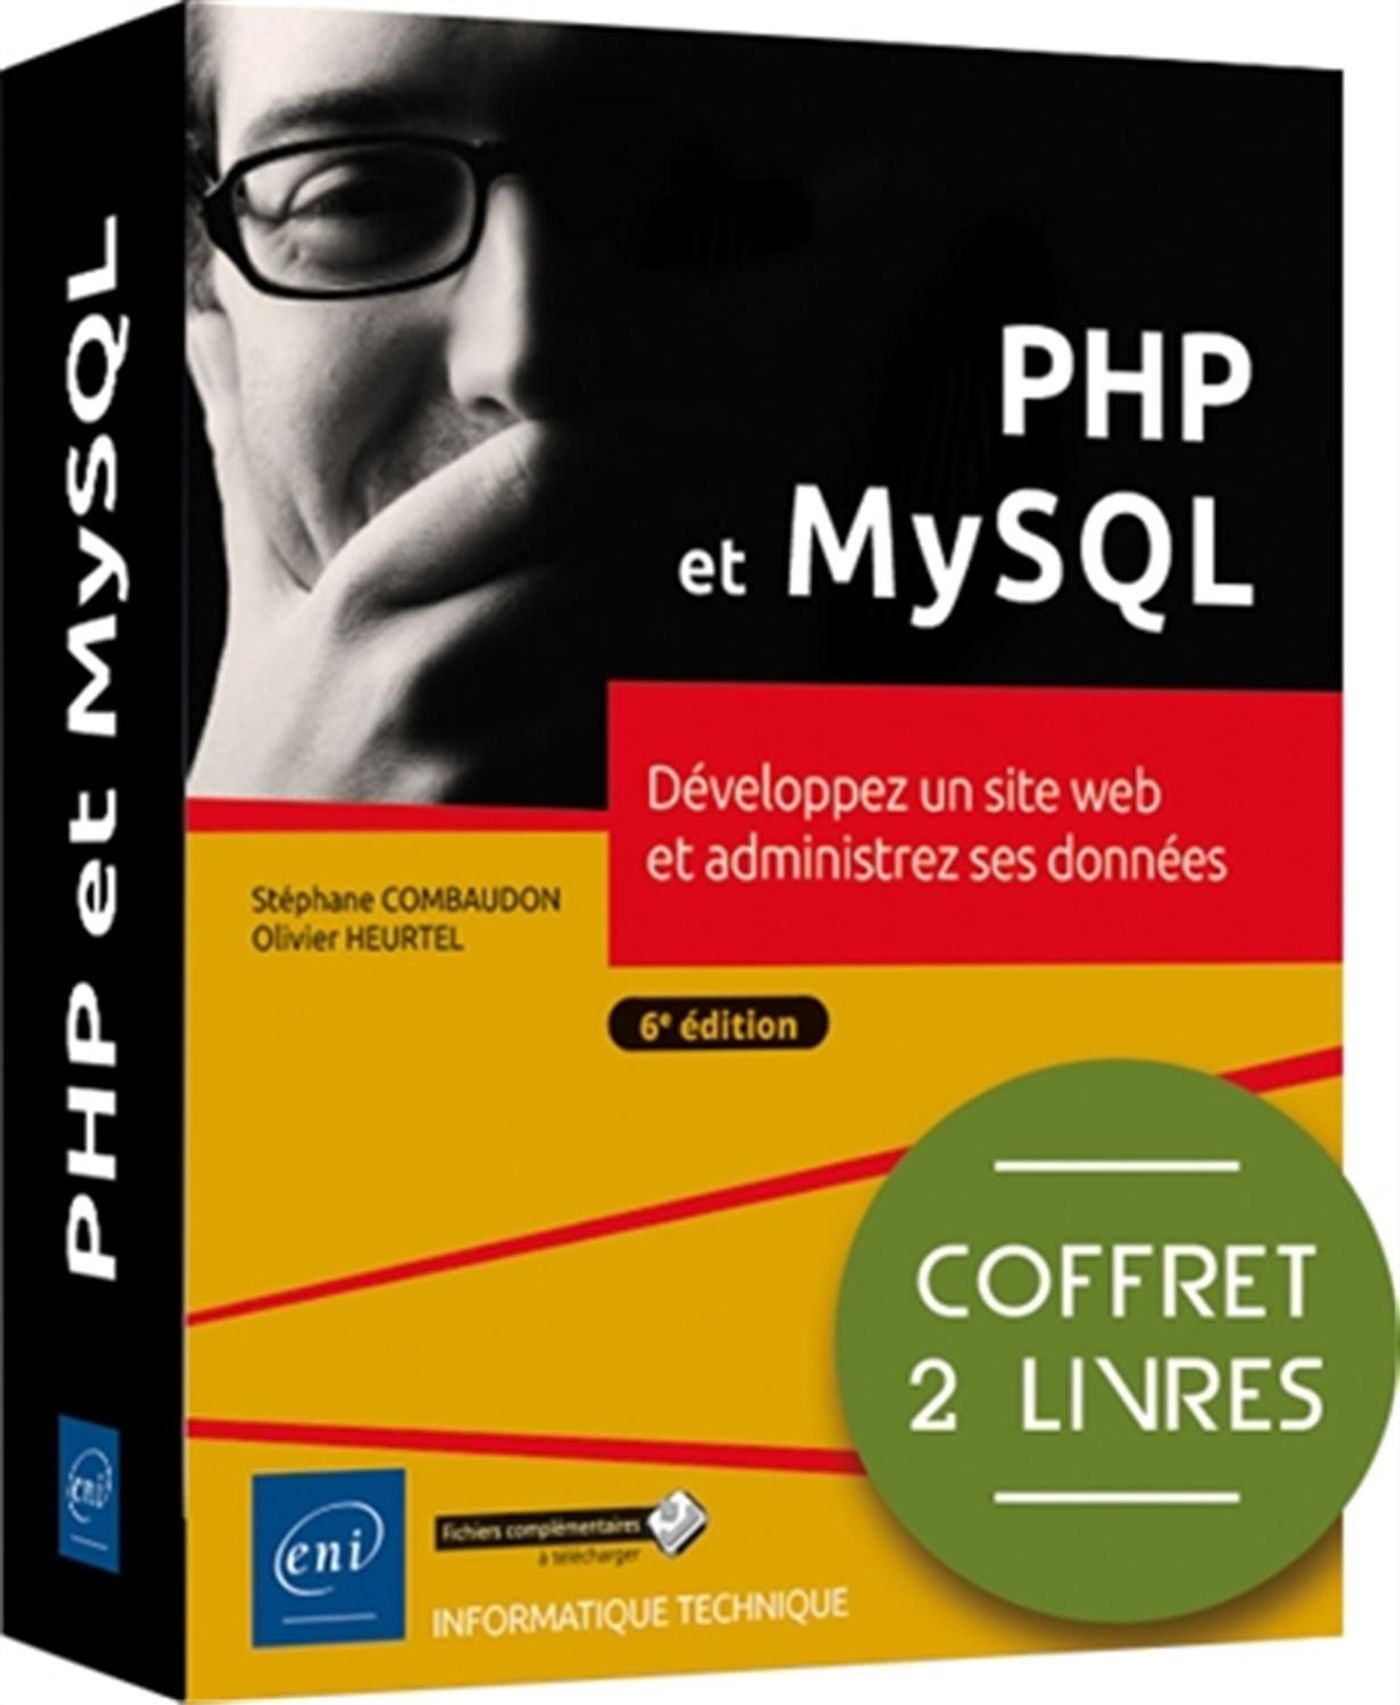 PHP et MySQL
eni
PHP
et MySQL
Développez un site web
et administrez ses données
Stéphane COMBAUDON
Olivier HEURTEL
6e édition
COFFRET
2 LIVRES
eni
Fichiers complémentaires
à télécharger
INFORMATIQUE TECHNIQUE